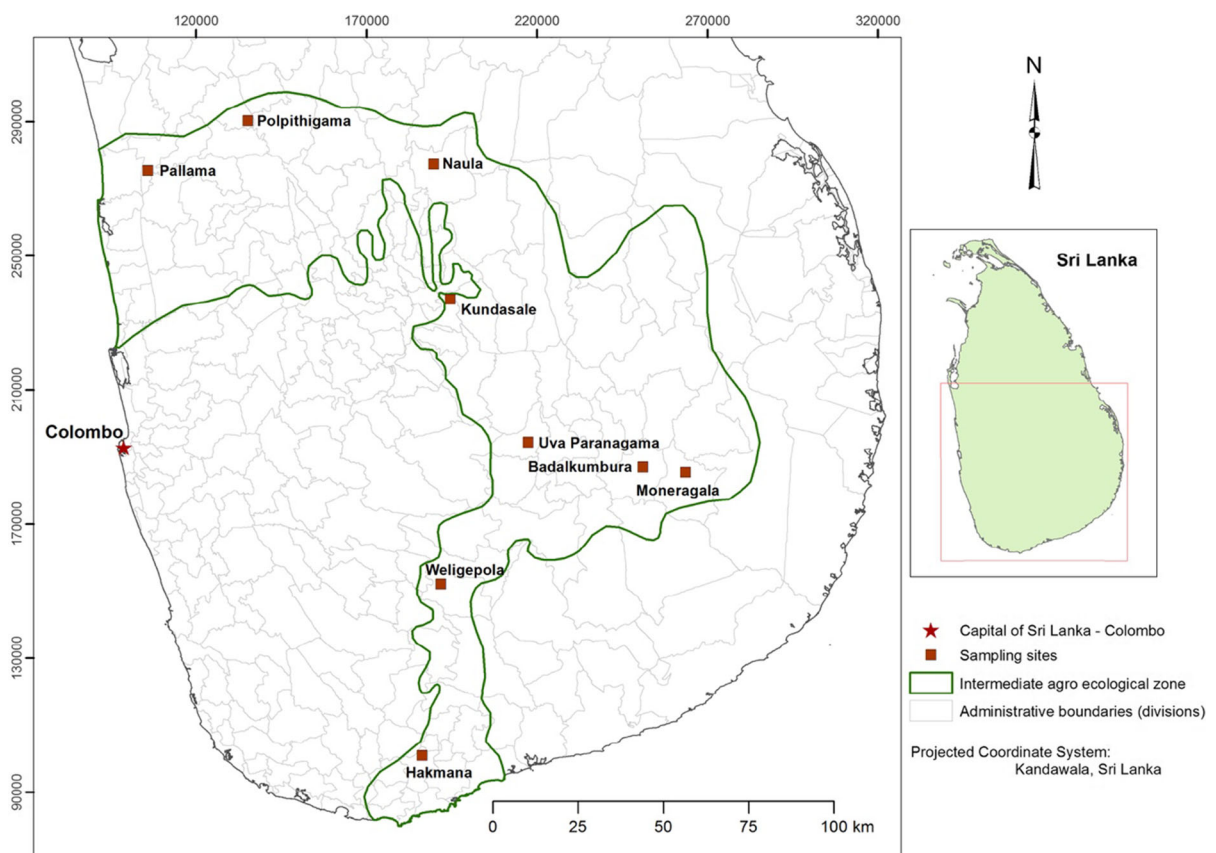 120000 170000 220000 270000 320000
290000
250000
210000
170000
130000
90000
Polpithigama
Pallama
Naula
Kundasale
Colombo
Uva Paranagama
Badalkumbura
Moneragala
Weligepola
Hakmana
0 25 50 75 100 km
N
Sri Lanka
Capital of Sri Lanka - Colombo
Sampling sites
Intermediate agro ecological zone
Administrative boundaries (divisions)
Projected Coordinate System:
Kandawala, Sri Lanka